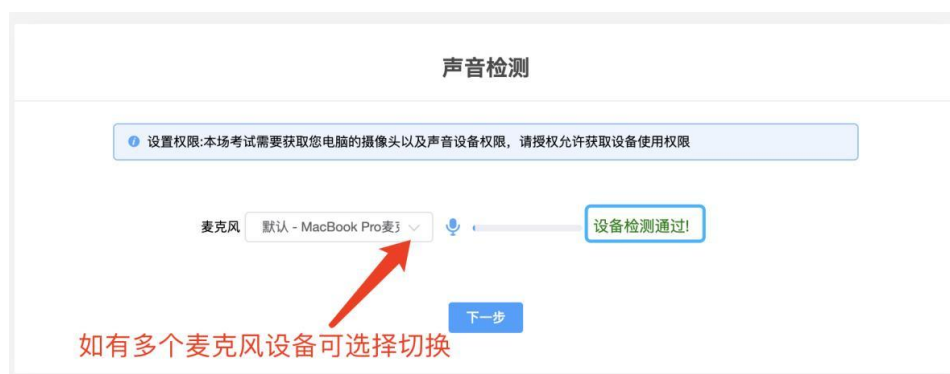 声音检测
设置权限:本场考试需要获取您电脑的摄像头以及声音设备权限，请授权允许获取设备使用权限
麦克风 默认 - MacBook Pro麦 设备检测通过!
下一步
如有多个麦克风设备可选择切换